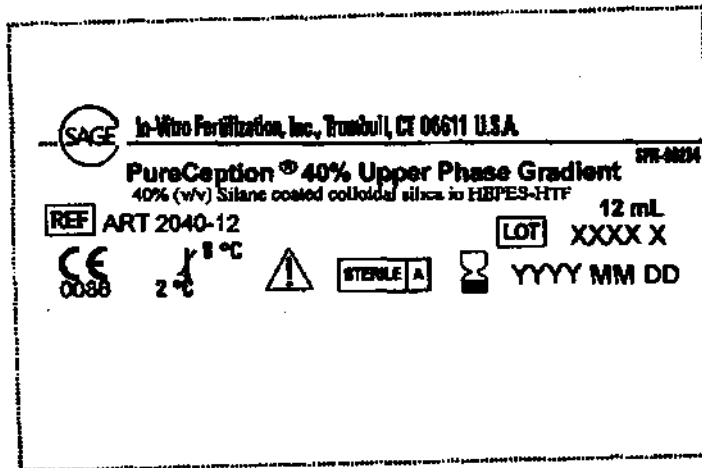 SAGE In-Vitro Fertilization, Inc., Trumbull, CT 06611 U.S.A.
PureCeption ® 40% Upper Phase Gradient
40% (v/v) Silane coated colloidal silica in HEPES-HTF
12 mL
REF ART 2040-12
LOT XXXX X
CE 0086
2 °C 8 °C
STERILE A
YYYY MM DD